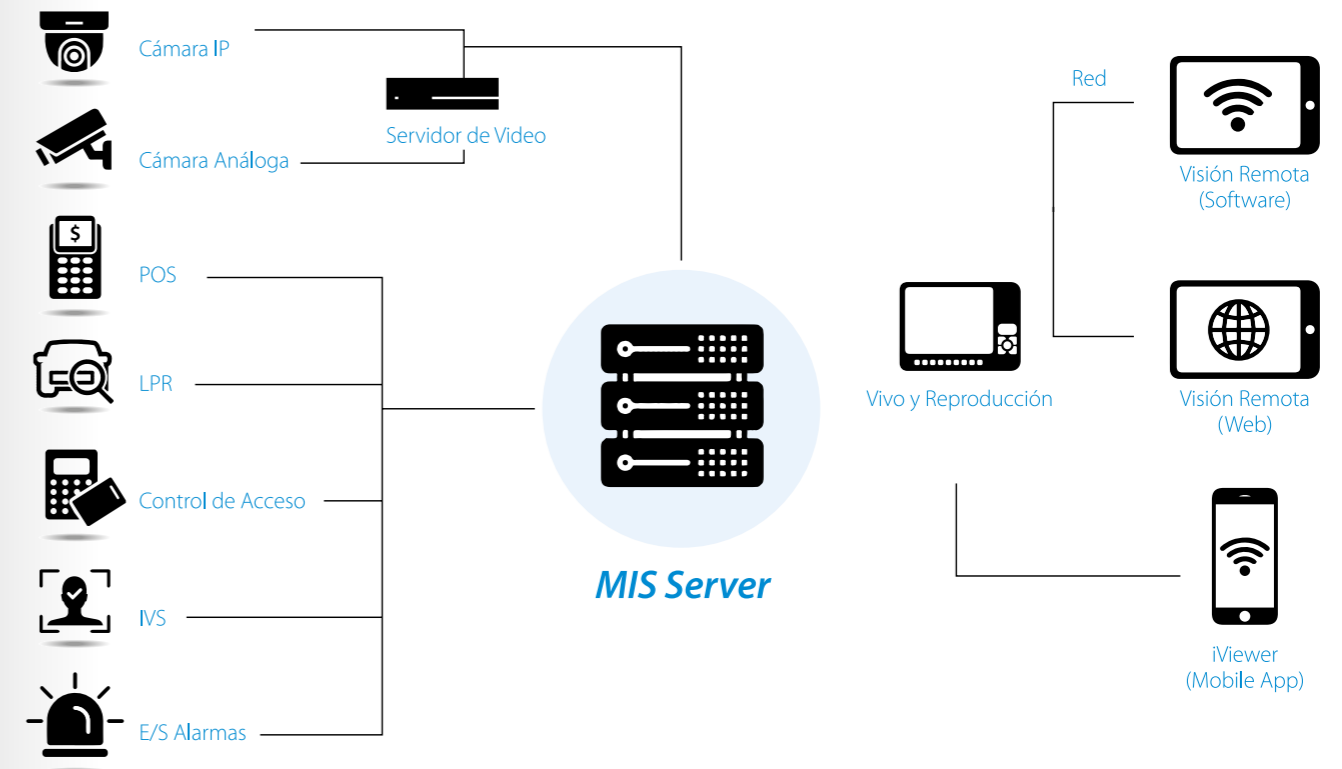 Cámara IP
Servidor de Video
Cámara Análoga
$
POS
LPR
Control de Acceso
IVS
E/S Alarmas
MIS Server
Vivo y Reproducción
Red
Visión Remota
(Software)
Visión Remota
(Web)
iViewer
(Mobile App)